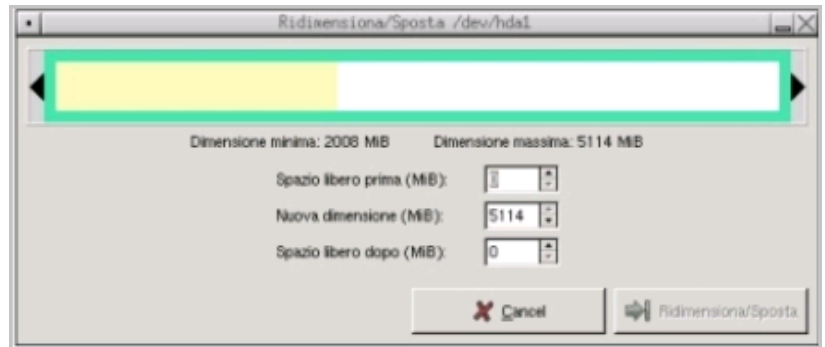 Ridimensiona/Sposta /dev/hda1
Dimensione minima: 2008 MiB Dimensione massima: 5114 MiB
Spazio libero prima (MiB):
Nuova dimensione (MiB): 5114
Spazio libero dopo (MiB): 0
Cancel Ridimensiona/Sposta